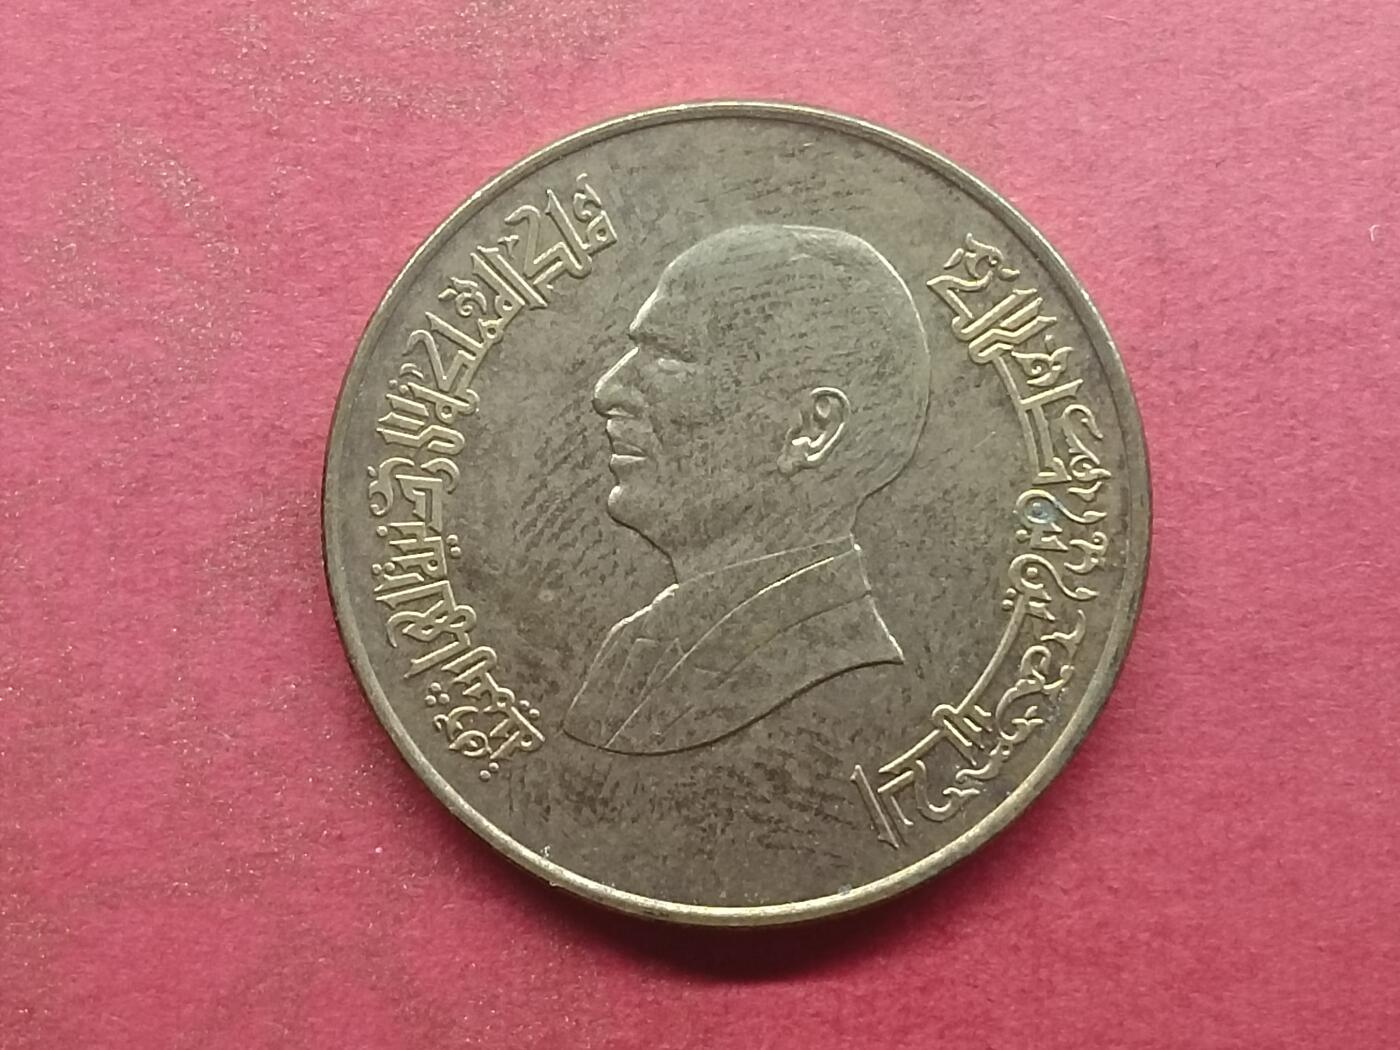 الحسين بن طلال
ملك المملكة الأردنية الهاشمية